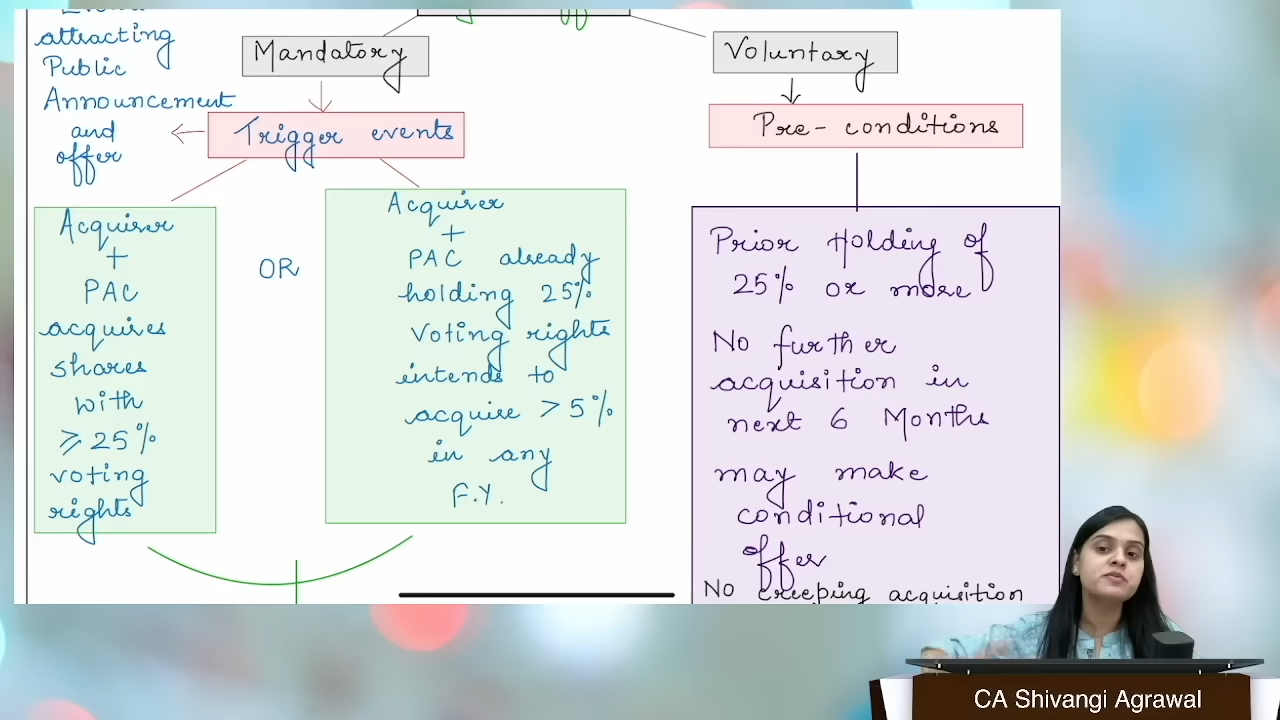 attracting
Public
Announcement
and
offer
Mandatory
Trigger events
Acquirer
+
PAC
acquires
shares
with
⩾ 25%
voting
rights
OR
Acquirer
+
PAC already
holding 25%
Voting rights
intends to
acquire > 5%
in any
F.Y.
Voluntary
Pre-conditions
Prior Holding of
25% or more
No further
acquisition in
next 6 Months
may make
conditional
offer
No creeping acquisition
CA Shivangi Agrawal